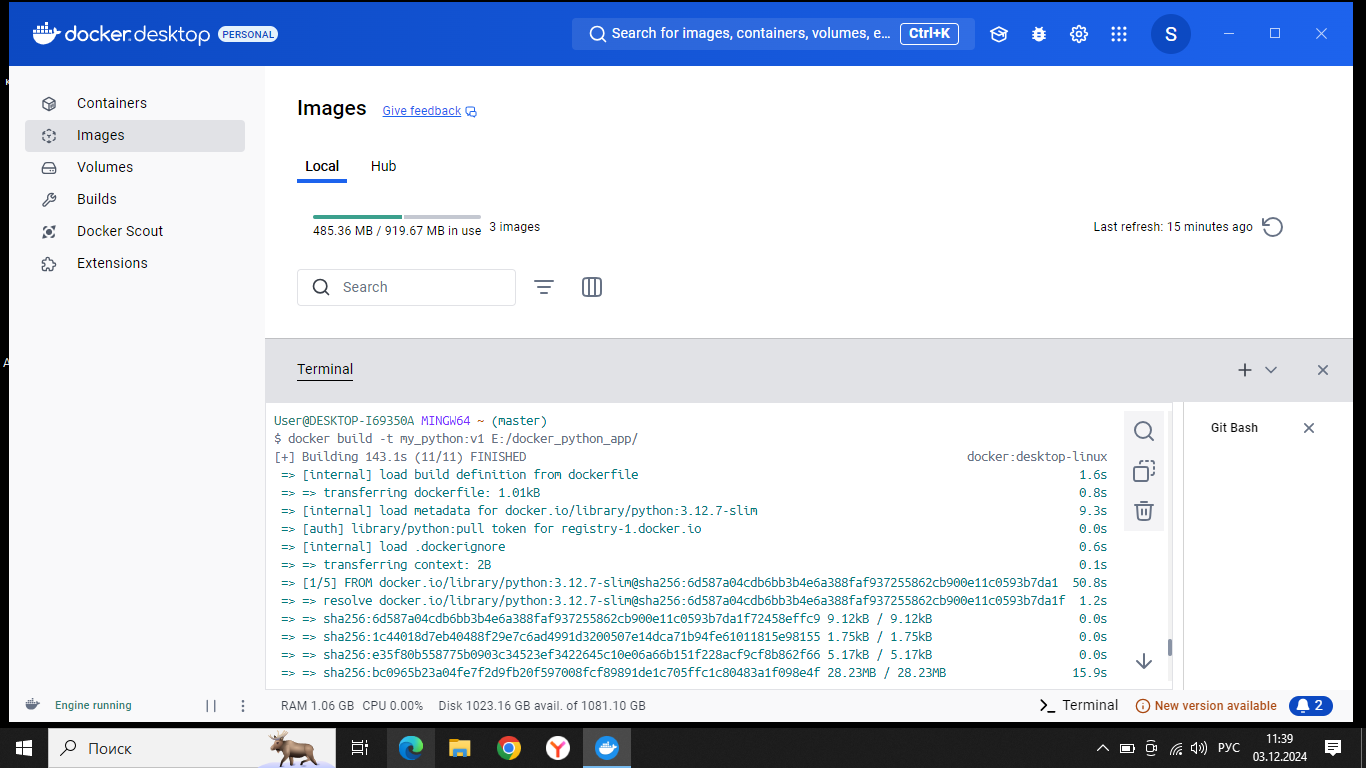 docker.desktop PERSONAL
Search for images, containers, volumes, e... Ctrl+K
S
Containers
Images
Volumes
Builds
Docker Scout
Extensions
Images Give feedback
Local Hub
485.36 MB / 919.67 MB in use 3 images
Last refresh: 15 minutes ago
Search
Terminal
User@DESKTOP-I69350A MINGW64 ~ (master)
$ docker build -t my_python:v1 E:/docker_python_app/
[+] Building 143.1s (11/11) FINISHED docker:desktop-linux
=> [internal] load build definition from dockerfile 1.6s
=> => transferring dockerfile: 1.01kB 0.8s
=> [internal] load metadata for docker.io/library/python:3.12.7-slim 9.3s
=> [auth] library/python:pull token for registry-1.docker.io 0.0s
=> [internal] load .dockerignore 0.6s
=> => transferring context: 2B 0.1s
=> [1/5] FROM docker.io/library/python:3.12.7-slim@sha256:6d587a04cdb6bb3b4e6a388faf937255862cb900e11c0593b7da1 50.8s
=> => resolve docker.io/library/python:3.12.7-slim@sha256:6d587a04cdb6bb3b4e6a388faf937255862cb900e11c0593b7da1f 1.2s
=> => sha256:6d587a04cdb6bb3b4e6a388faf937255862cb900e11c0593b7da1f72458effc9 9.12kB / 9.12kB 0.0s
=> => sha256:1c44018d7eb40488f29e7c6ad4991d3200507e14dca71b94fe61011815e98155 1.75kB / 1.75kB 0.0s
=> => sha256:e35f80b558775b0903c34523ef3422645c10e06a66b151f228acf9cf8b862f66 5.17kB / 5.17kB 0.0s
=> => sha256:bc0965b23a04fe7f2d9fb20f597008fcf89891de1c705ffc1c80483a1f098e4f 28.23MB / 28.23MB 15.9s
Git Bash
Engine running
RAM 1.06 GB CPU 0.00% Disk 1023.16 GB avail. of 1081.10 GB
Terminal
New version available
2
Поиск
РУС
11:39
03.12.2024